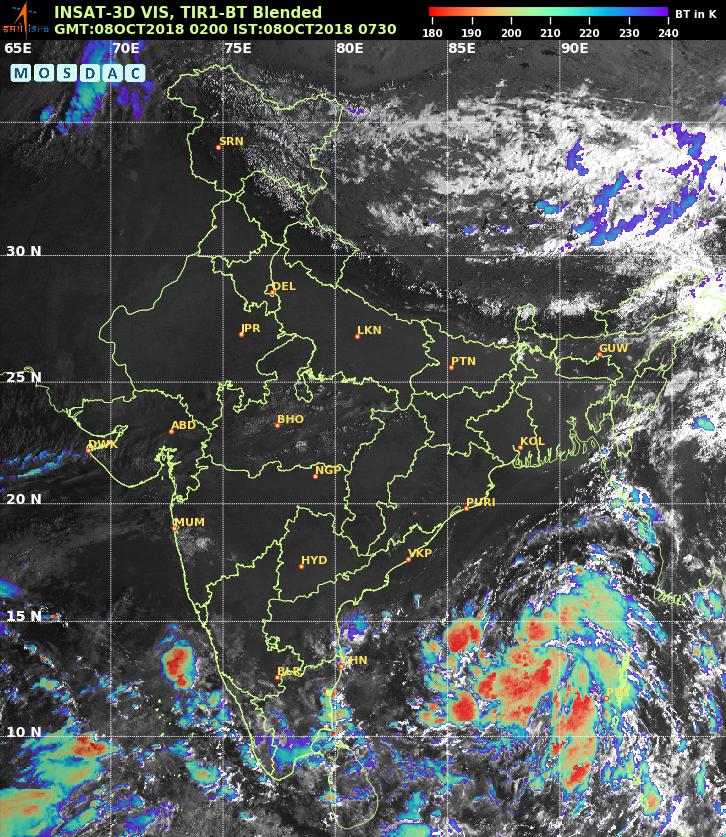 INSAT-3D VIS, TIR1-BT Blended
GMT:08OCT2018 0200 IST:08OCT2018 0730
BT in K
180 190 200 210 220 230 240
65E 70E 75E 80E 85E 90E
MOSDAC
SRN
30 N
DEL
JPR LKN
GUW
PTN
25 N
BHO
ABD
KOL
DWK
NGP
20 N
PURI
MUM
VKP
HYD
15 N
HN
BLR
10 N